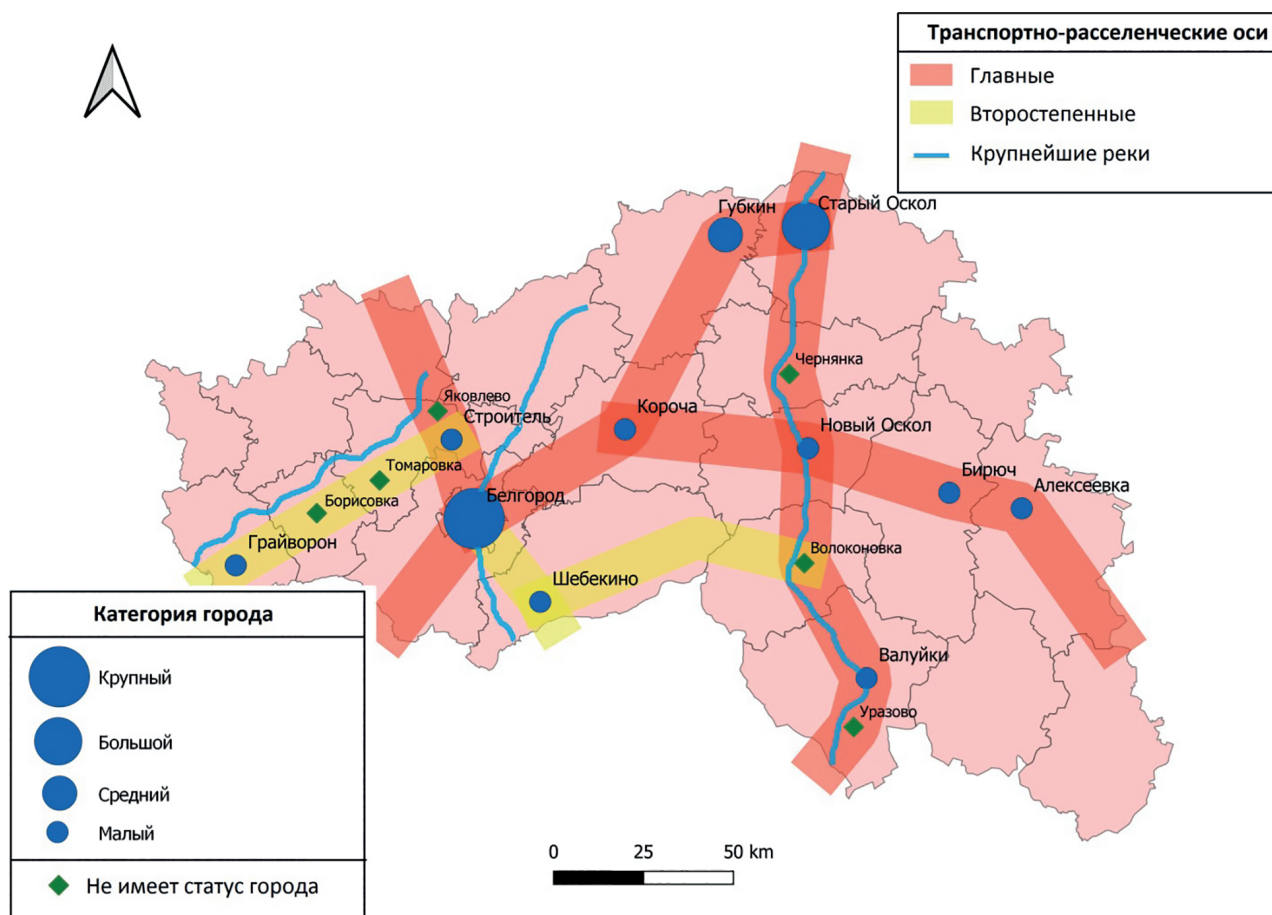 Транспортно-расселенческие оси
Главные
Второстепенные
Крупнейшие реки
Губкин
Старый Оскол
Чернянка
Яковлево
Строитель
Короча
Новый Оскол
Томаровка
Бирюч
Алексеевка
Борисовка
Белгород
Грайворон
Волоконовка
Шебекино
Валуйки
Уразово
Категория города
Крупный
Большой
Средний
Малый
Не имеет статус города
0 25 50 km